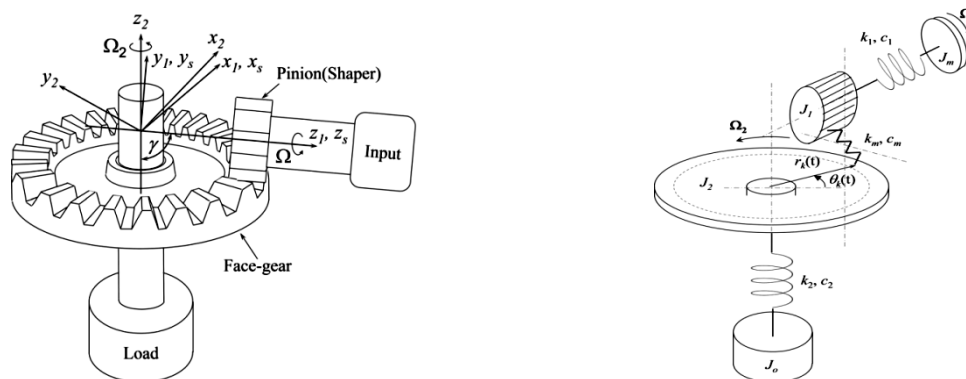 z₂
Ω₂
x₂
y₁, yₛ
x₁, xₛ
y₂
Pinion(Shaper)
z₁, zₛ
γ
Ω
Input
Face-gear
Load
Ω
k₁, c₁
Jₘ
J₁
Ω₂
kₘ, cₘ
rₖ(t)
J₂
θₖ(t)
k₂, c₂
Jₒ